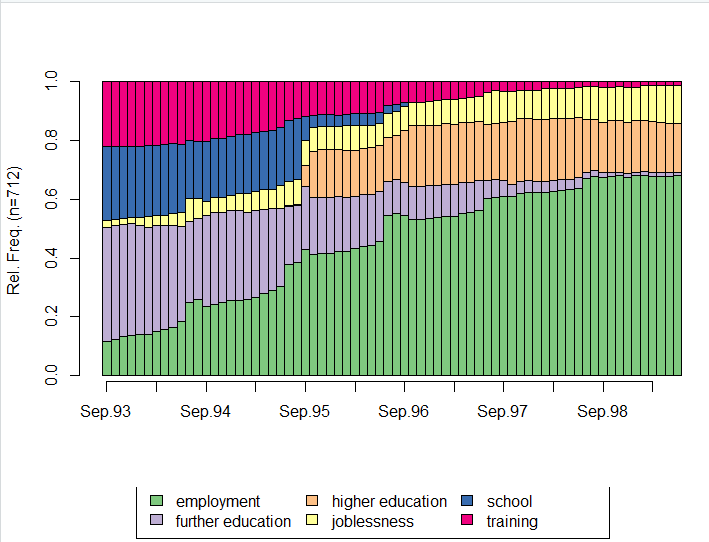 1.0
0.8
0.6
0.4
0.2
0.0
Rel. Freq. (n=712)
Sep.93 Sep.94 Sep.95 Sep.96 Sep.97 Sep.98
employment higher education school
further education joblessness training